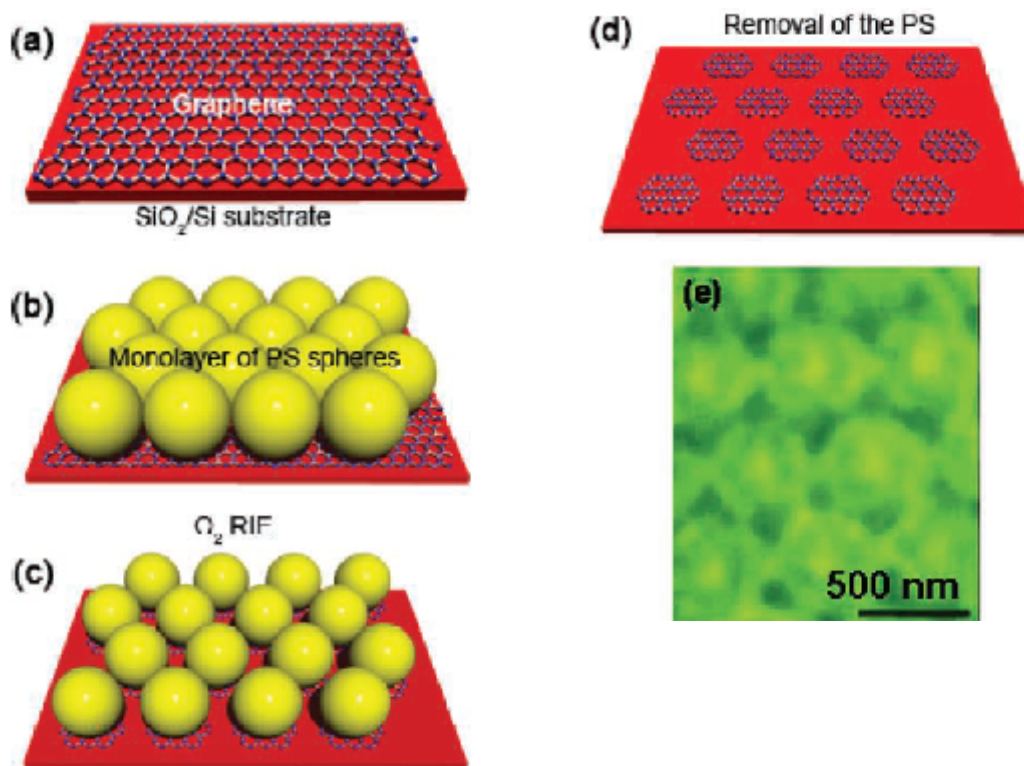 (a)
Graphene
SiO₂/Si substrate
(b)
Monolayer of PS spheres
O₂ RIE
(c)
(d)
Removal of the PS
(e)
500 nm